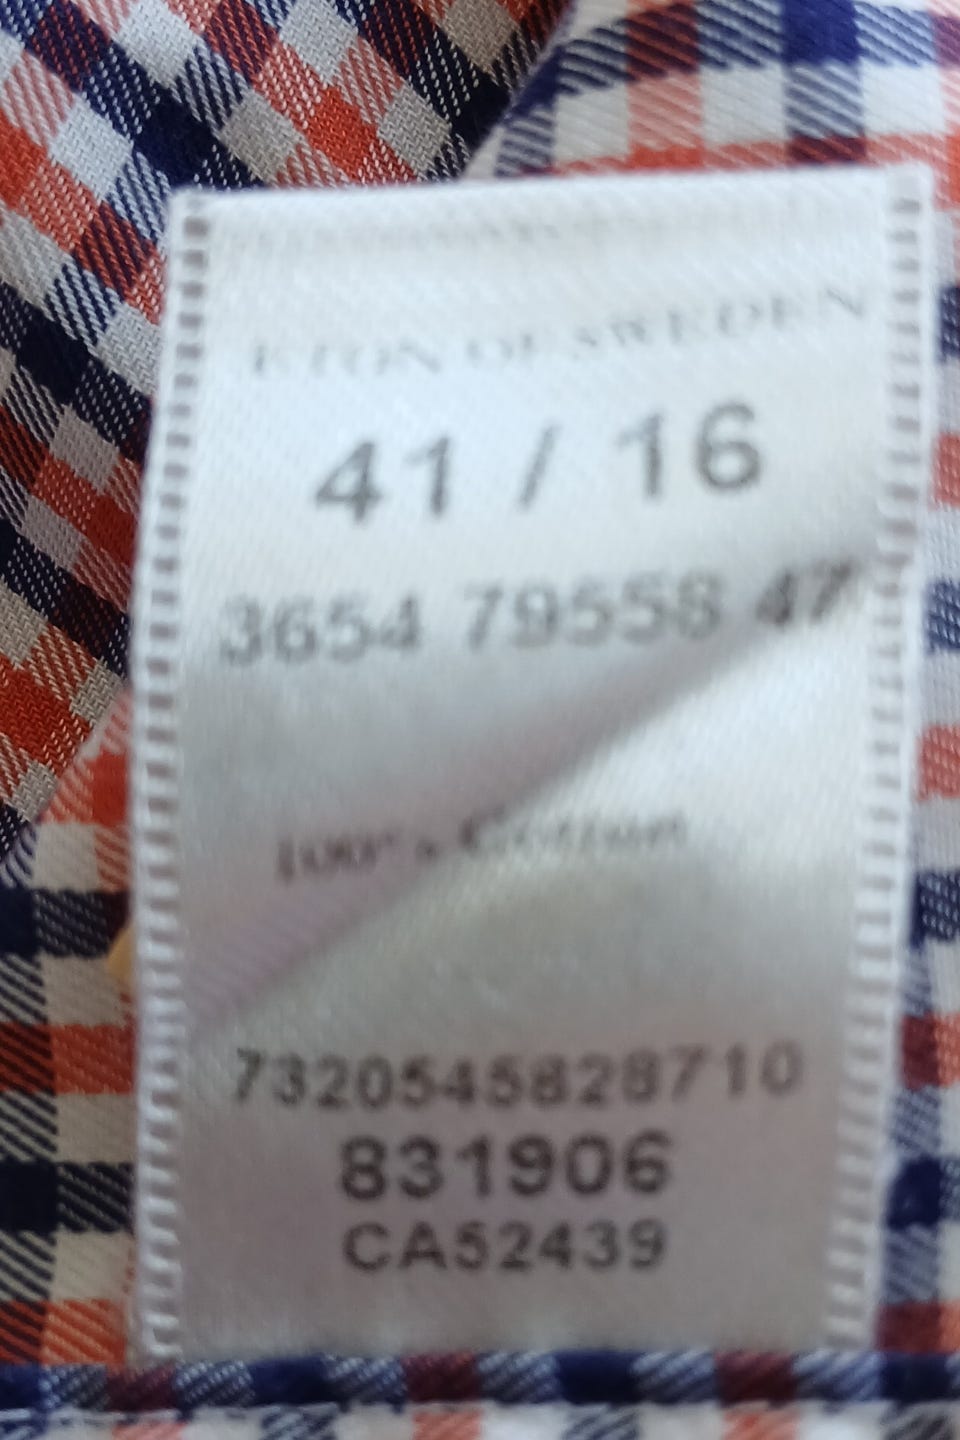 ETON OF SWEDEN
41 / 16
3654 79558 47
100% Cotton
7320545828710
831906
CA52439